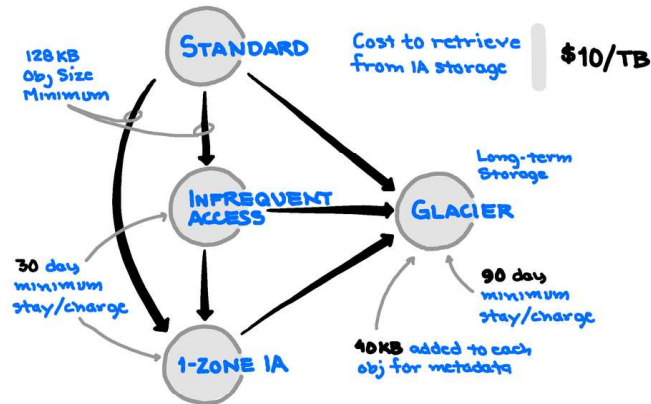 STANDARD
128KB
Obj Size
Minimum
Cost to retrieve
from IA storage
$10/TB
INFREQUENT
ACCESS
Long-term
Storage
GLACIER
30 day
minimum
stay/charge
90 day
minimum
stay/charge
1-ZONE IA
40KB added to each
obj for metadata